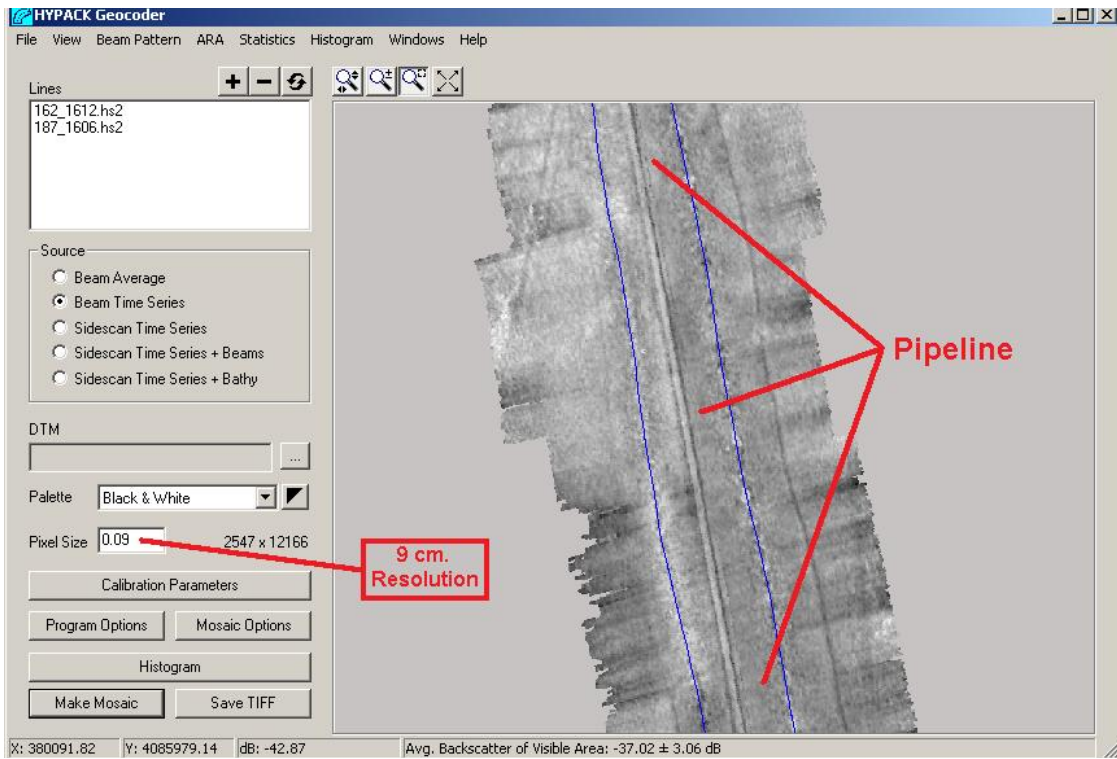 HYPACK Geocoder
File View Beam Pattern ARA Statistics Histogram Windows Help
Lines
162_1612.hs2
187_1606.hs2
Source
Beam Average
Beam Time Series
Sidescan Time Series
Sidescan Time Series + Beams
Sidescan Time Series + Bathy
DTM
...
Palette Black & White
Pixel Size 0.09 2547 x 12166
Calibration Parameters
Program Options Mosaic Options
Histogram
Make Mosaic Save TIFF
Pipeline
9 cm.
Resolution
X: 380091.82 Y: 4085979.14 dB: -42.87 Avg. Backscatter of Visible Area: -37.02 ± 3.06 dB